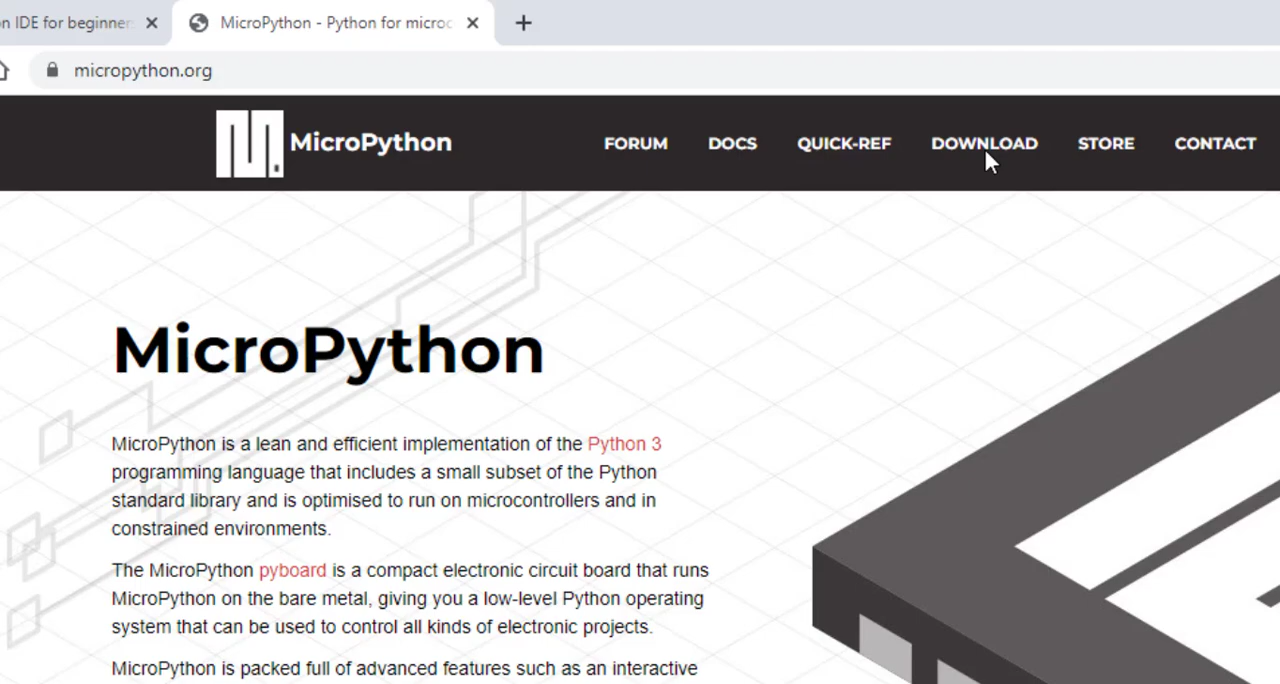 n IDE for beginner
MicroPython - Python for microc
micropython.org
MicroPython
FORUM
DOCS
QUICK-REF
DOWNLOAD
STORE
CONTACT
MicroPython
MicroPython is a lean and efficient implementation of the Python 3
programming language that includes a small subset of the Python
standard library and is optimised to run on microcontrollers and in
constrained environments.
The MicroPython pyboard is a compact electronic circuit board that runs
MicroPython on the bare metal, giving you a low-level Python operating
system that can be used to control all kinds of electronic projects.
MicroPython is packed full of advanced features such as an interactive